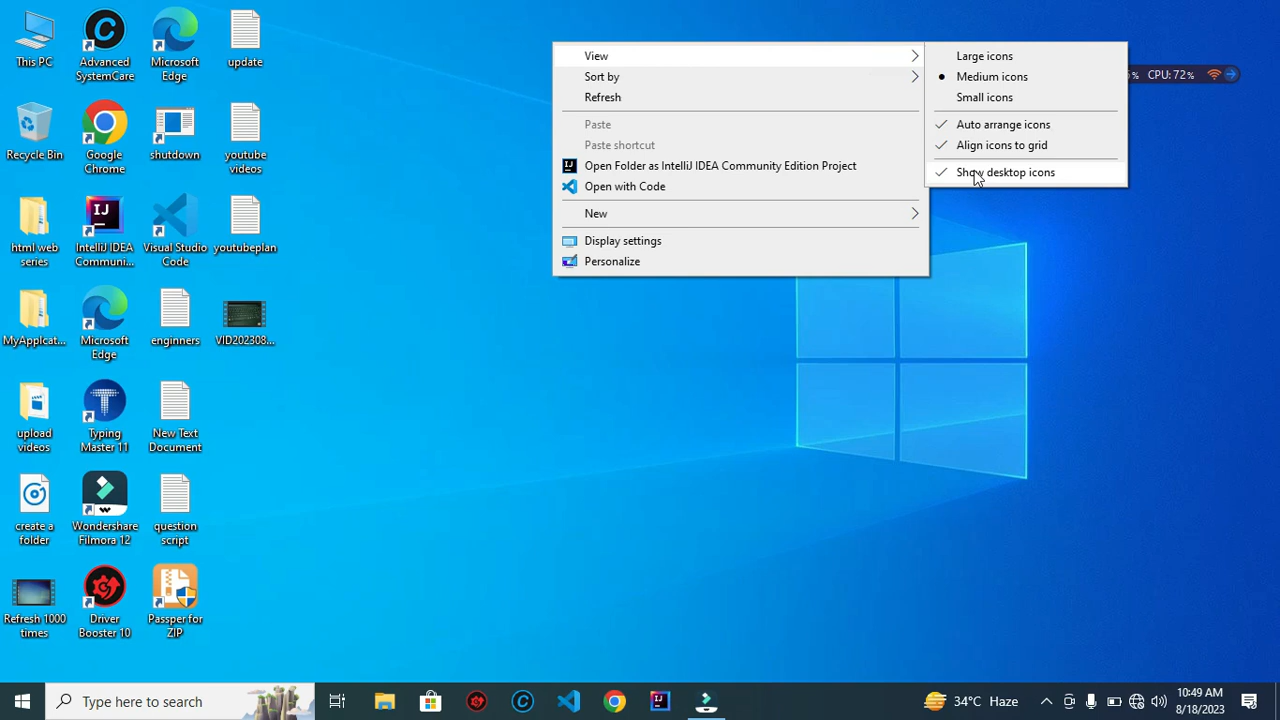 This PC
Advanced
SystemCare
Microsoft
Edge
update
Recycle Bin
Google
Chrome
shutdown
youtube
videos
html web
series
IntelliJ IDEA
Communi...
Visual Studio
Code
youtubeplan
MyApplcat...
Microsoft
Edge
enginners
VID202308...
upload
videos
Typing
Master 11
New Text
Document
create a
folder
Wondershare
Filmora 12
question
script
Refresh 1000
times
Driver
Booster 10
Passper for
ZIP
View
Sort by
Refresh
Paste
Paste shortcut
Open Folder as IntelliJ IDEA Community Edition Project
Open with Code
New
Display settings
Personalize
Large icons
Medium icons
Small icons
Auto arrange icons
Align icons to grid
Show desktop icons
% CPU: 72%
Type here to search
34°C Haze
10:49 AM
8/18/2023